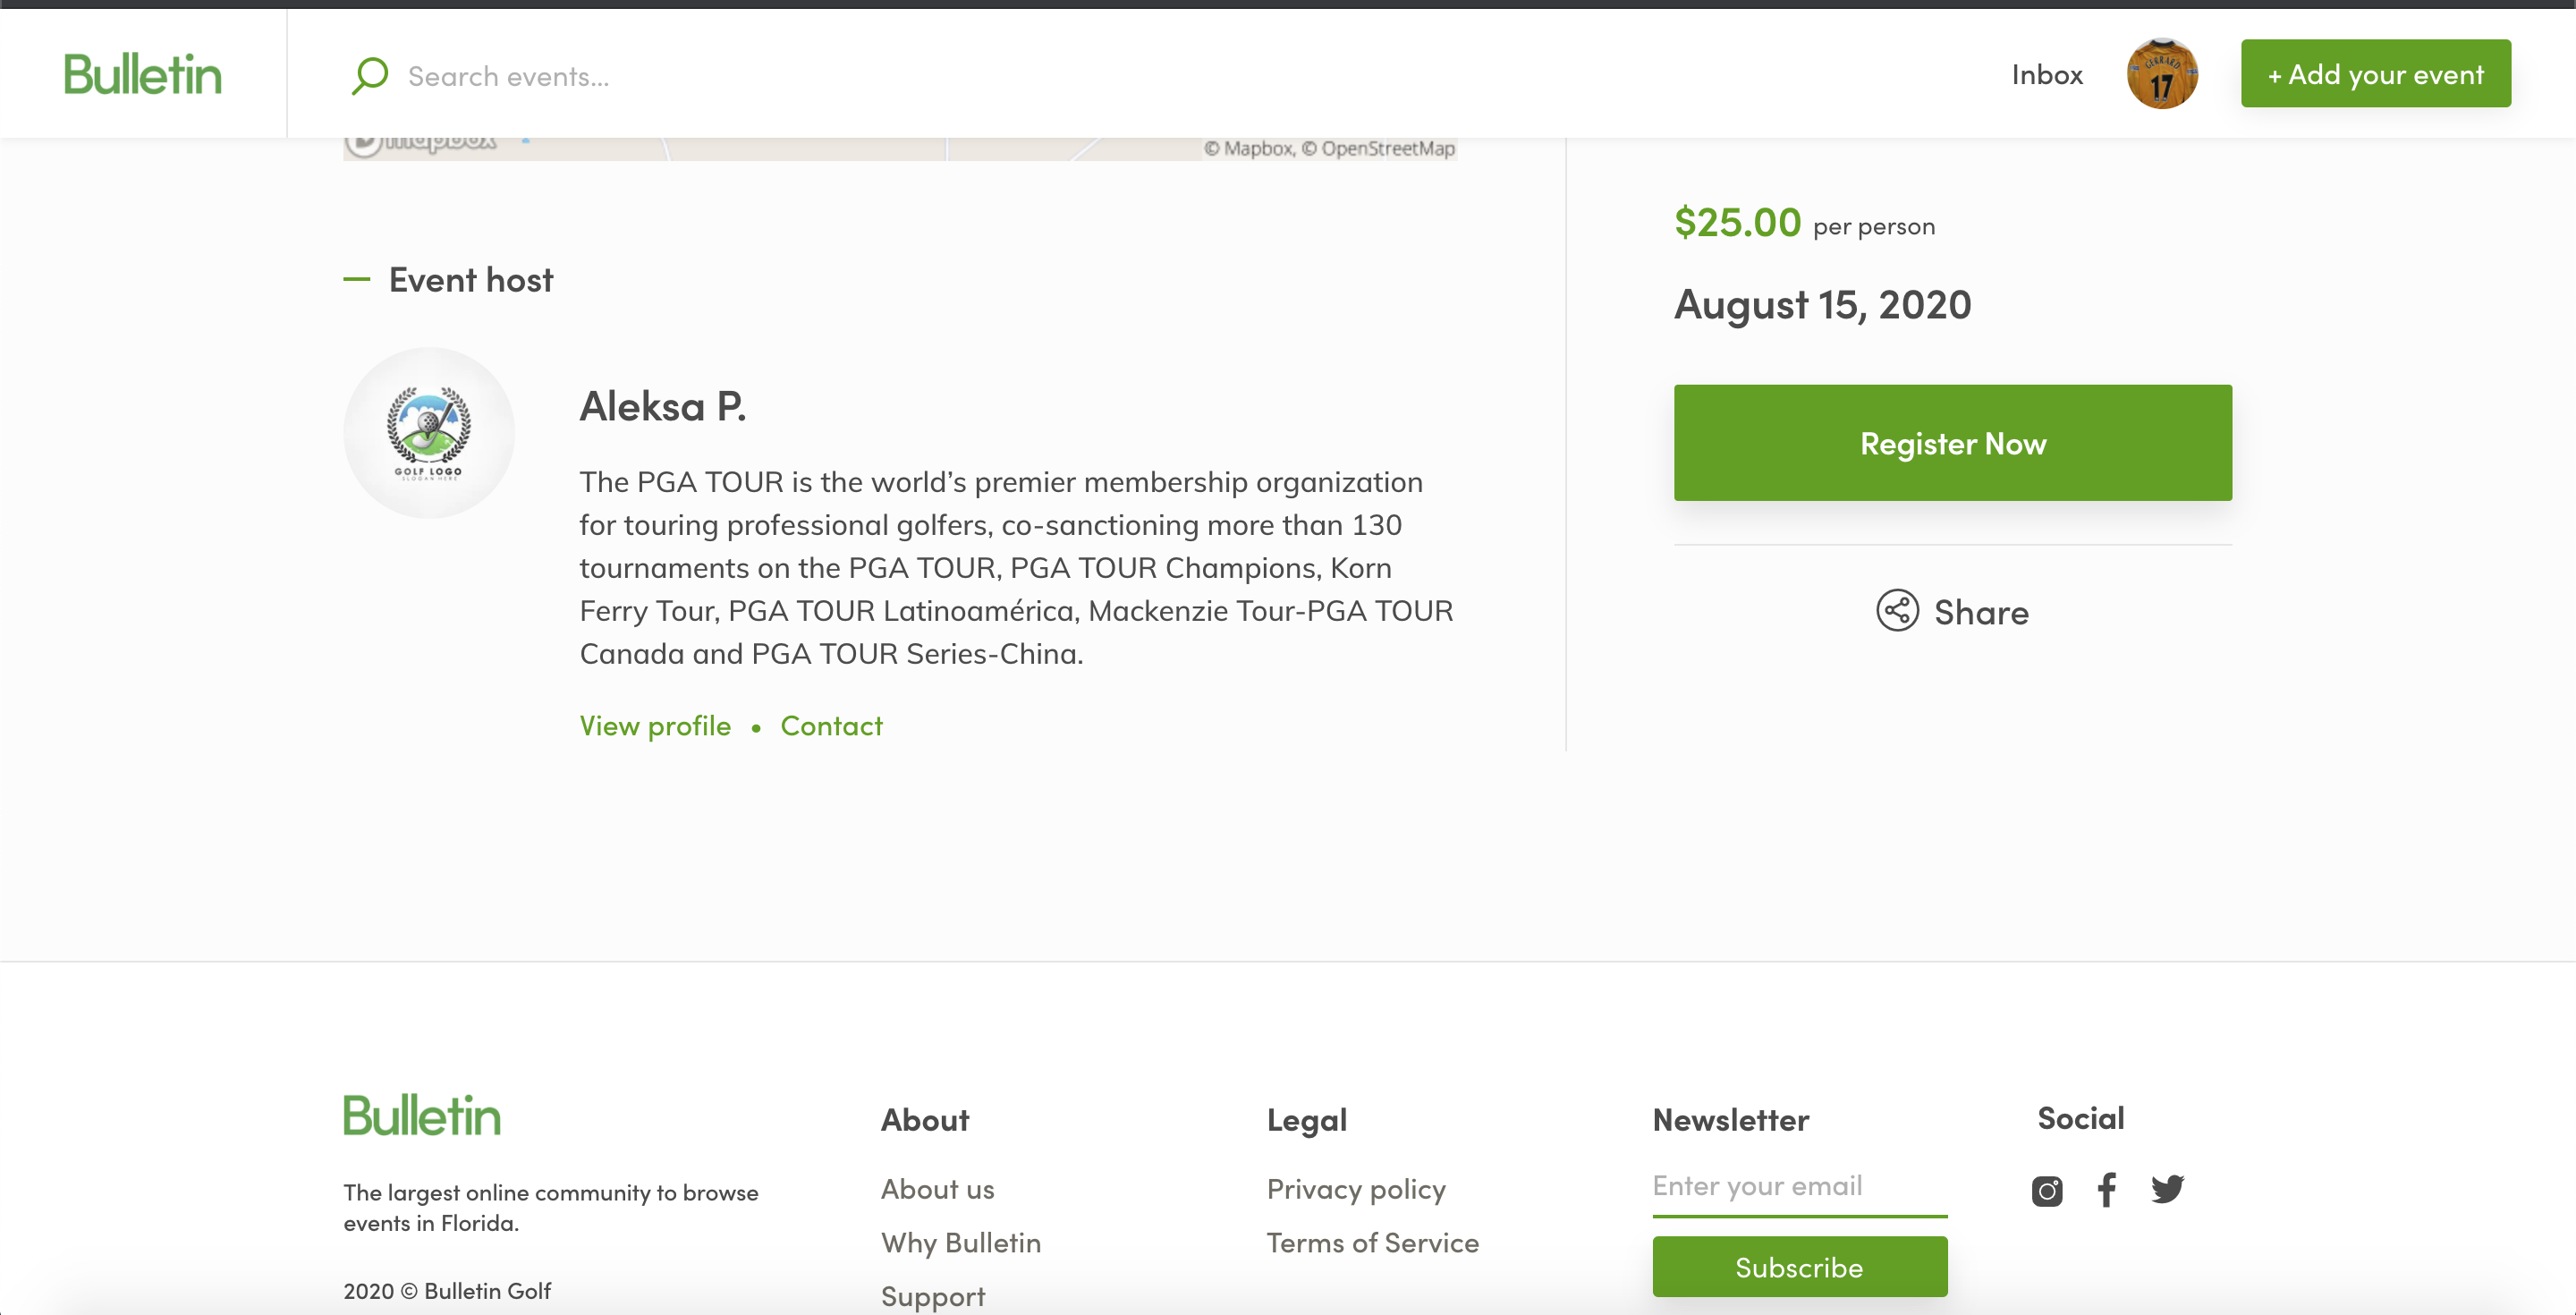 Bulletin
Search events...
Inbox
GERRARD
17
+ Add your event
mapbox
© Mapbox, © OpenStreetMap
$25.00 per person
August 15, 2020
Event host
GOLF LOGO
SLOGAN HERE
Aleksa P.
The PGA TOUR is the world’s premier membership organization
for touring professional golfers, co-sanctioning more than 130
tournaments on the PGA TOUR, PGA TOUR Champions, Korn
Ferry Tour, PGA TOUR Latinoamérica, Mackenzie Tour-PGA TOUR
Canada and PGA TOUR Series-China.
View profile • Contact
Register Now
Share
Bulletin
The largest online community to browse
events in Florida.
2020 © Bulletin Golf
About
About us
Why Bulletin
Support
Legal
Privacy policy
Terms of Service
Newsletter
Enter your email
Subscribe
Social